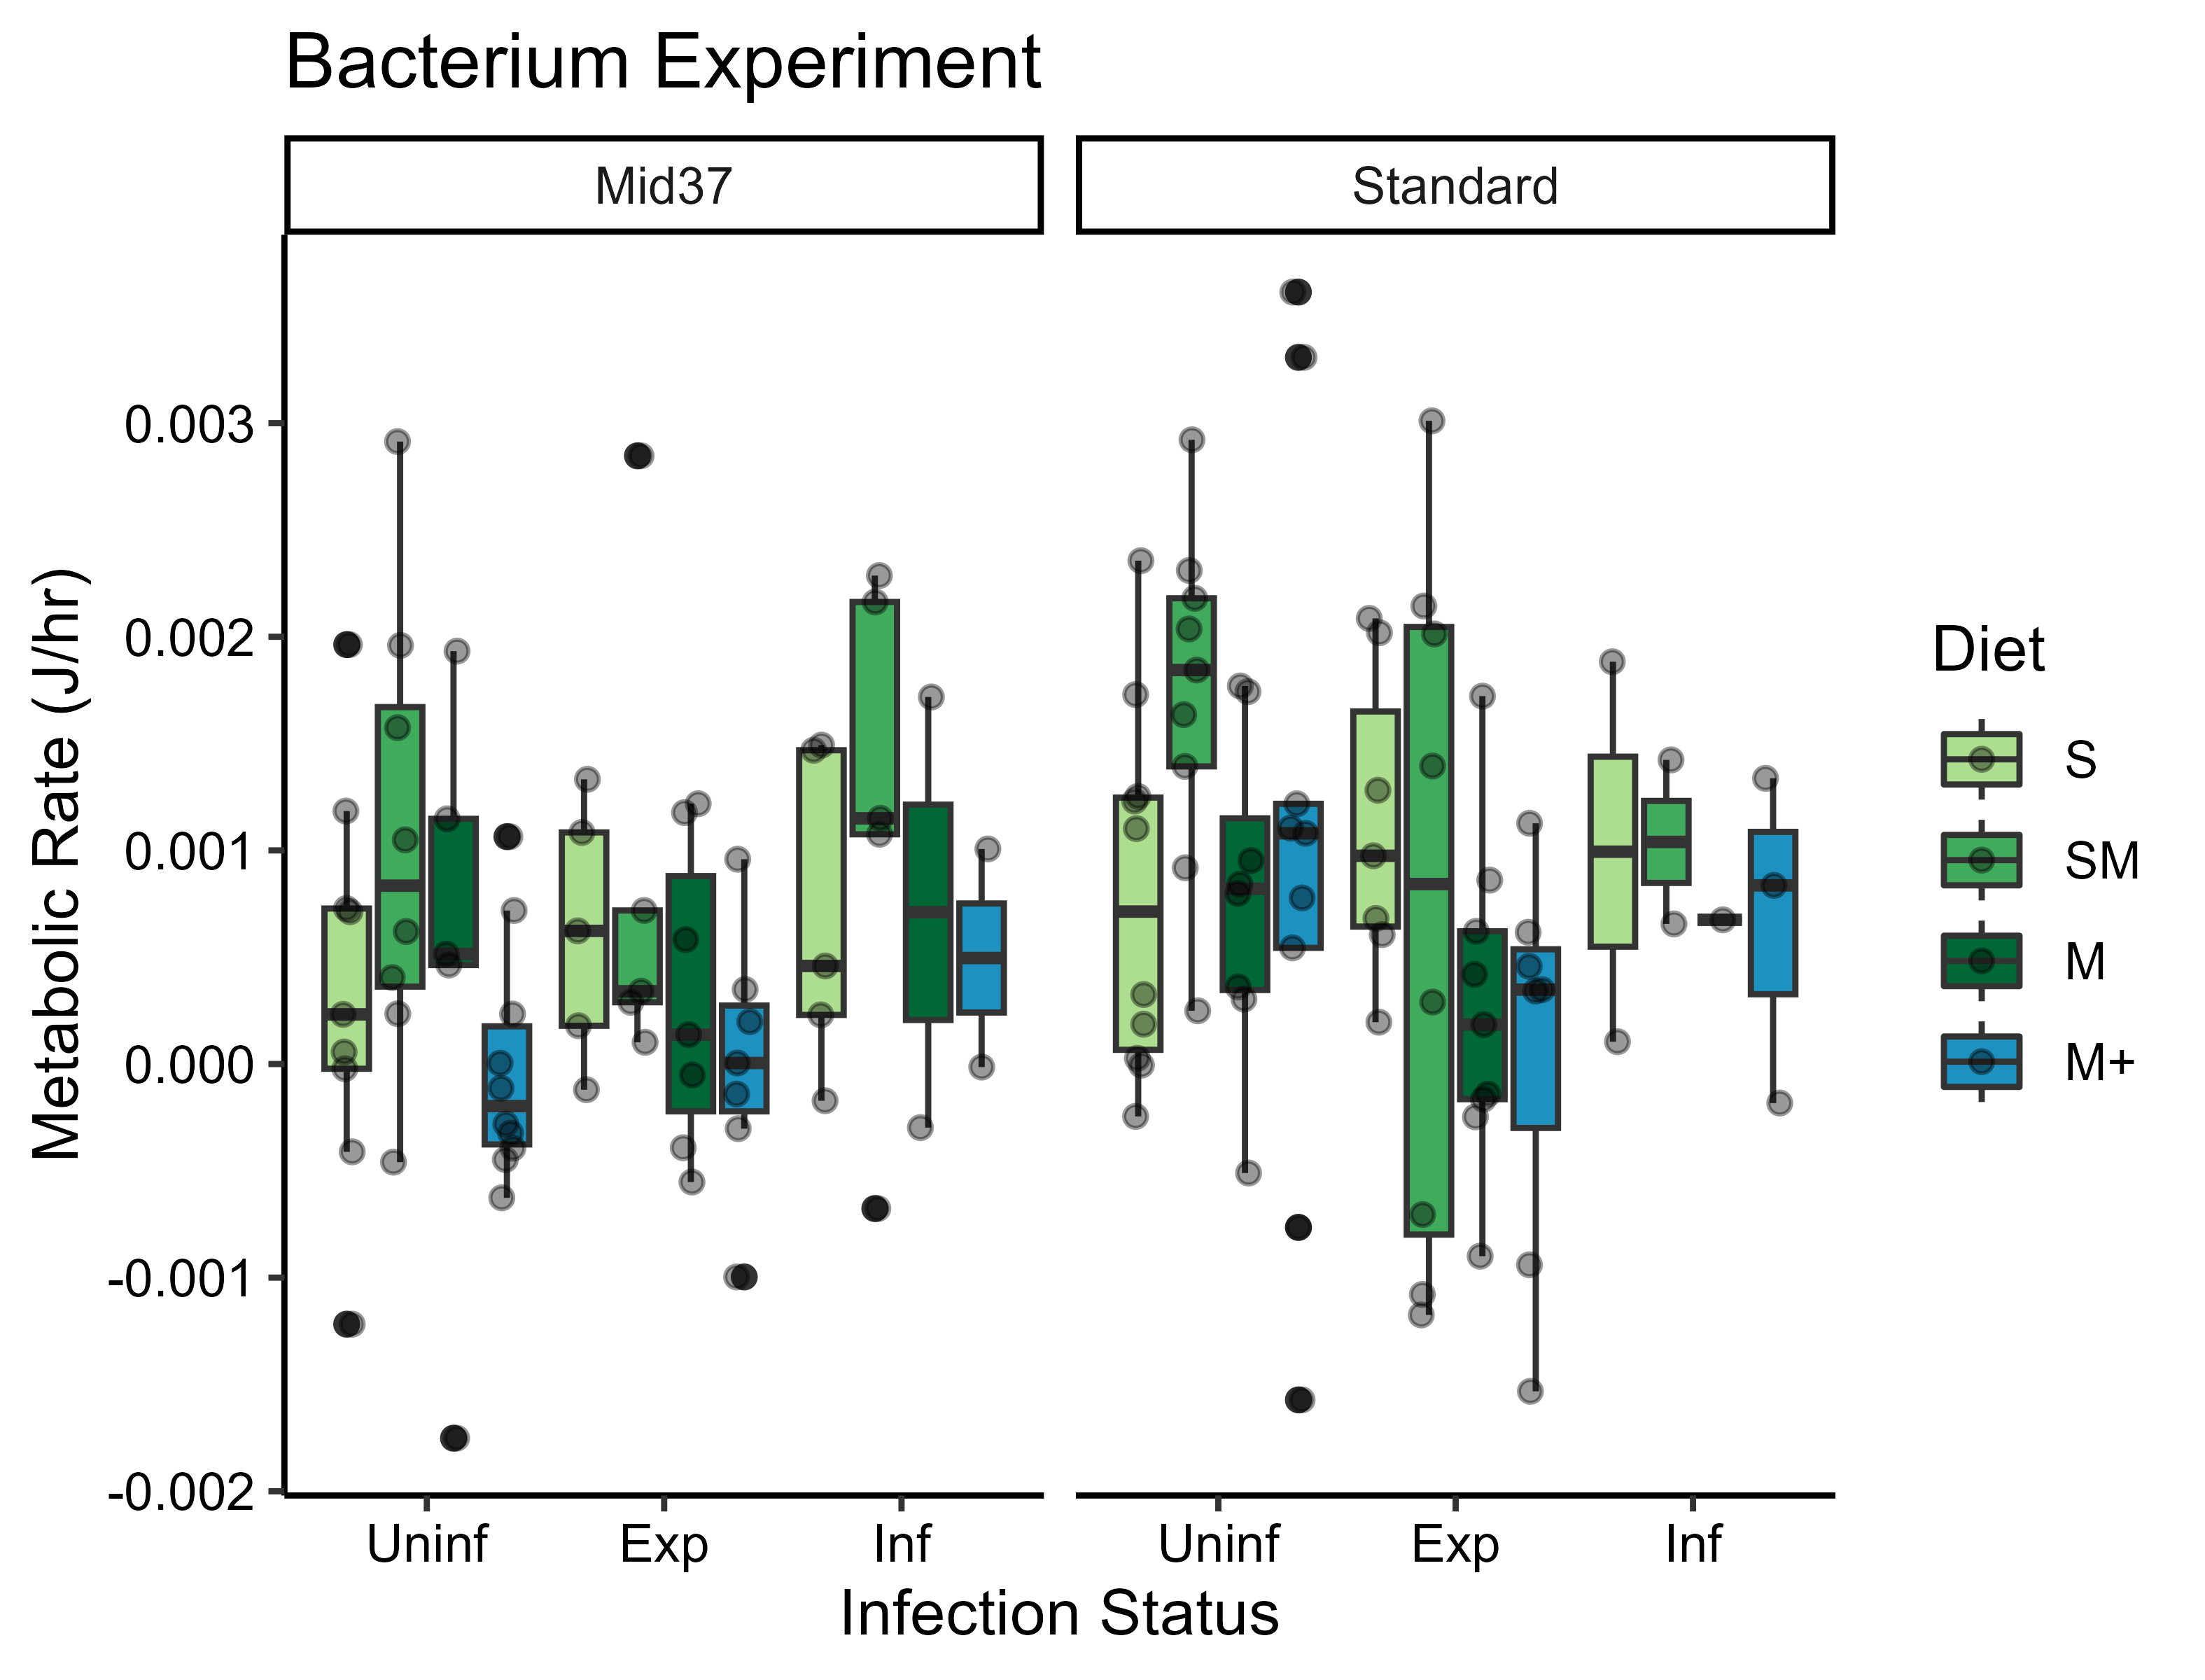 Bacterium Experiment
Mid37
Standard
Metabolic Rate (J/hr)
0.003
0.002
0.001
0.000
-0.001
-0.002
Uninf
Exp
Inf
Uninf
Exp
Inf
Infection Status
Diet
S
SM
M
M+